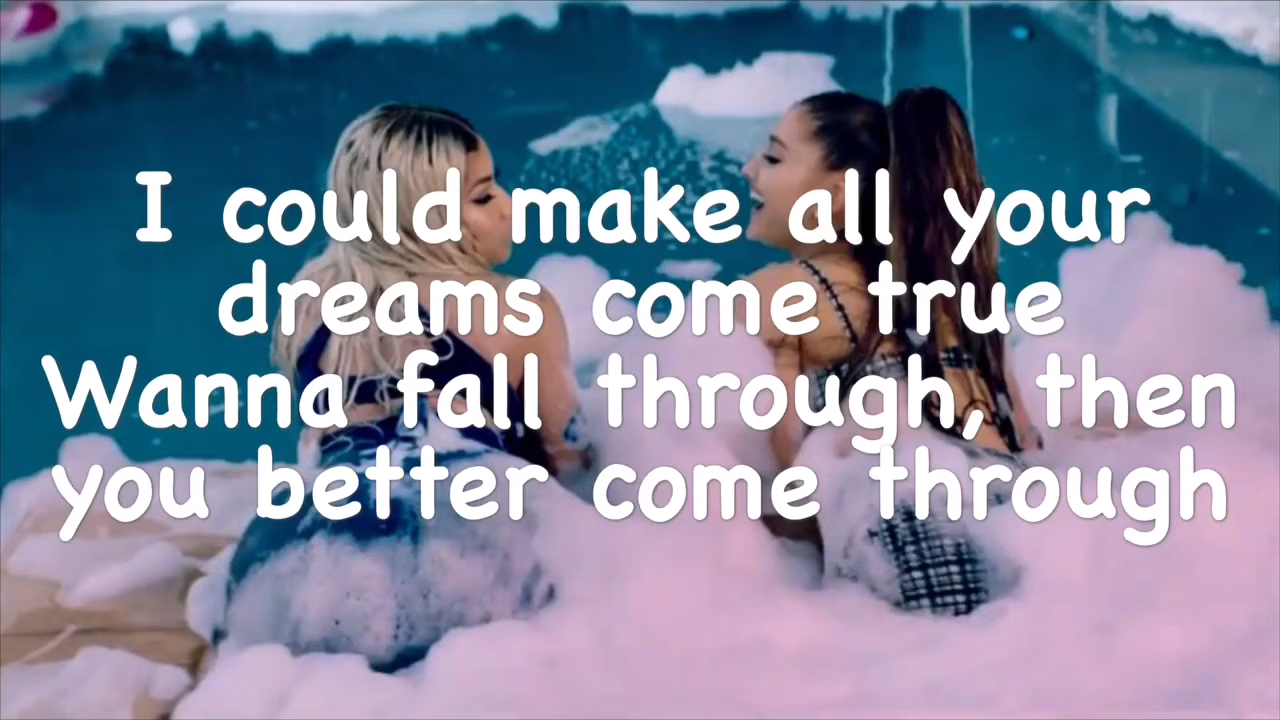 I could make all your
dreams come true
Wanna fall through, then
you better come through